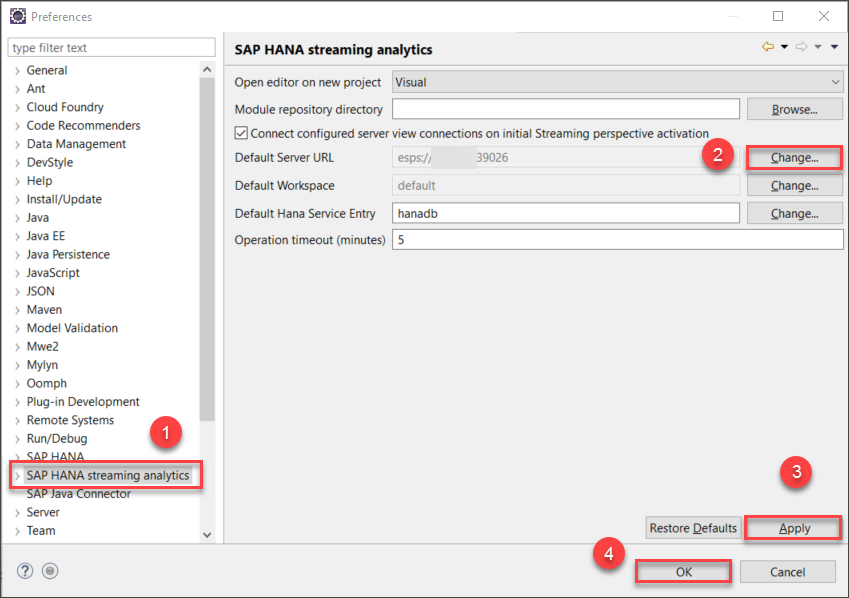 Preferences
type filter text
General
Ant
Cloud Foundry
Code Recommenders
Data Management
DevStyle
Help
Install/Update
Java
Java EE
Java Persistence
JavaScript
JSON
Maven
Model Validation
Mwe2
Mylyn
Oomph
Plug-in Development
Remote Systems
Run/Debug
1
SAP HANA
SAP HANA streaming analytics
SAP Java Connector
Server
Team
SAP HANA streaming analytics
Open editor on new project Visual
Module repository directory Browse...
Connect configured server view connections on initial Streaming perspective activation
Default Server URL esps:// 39026 2 Change...
Default Workspace default Change...
Default Hana Service Entry hanadb Change...
Operation timeout (minutes) 5
3
Restore Defaults Apply
4
? OK Cancel